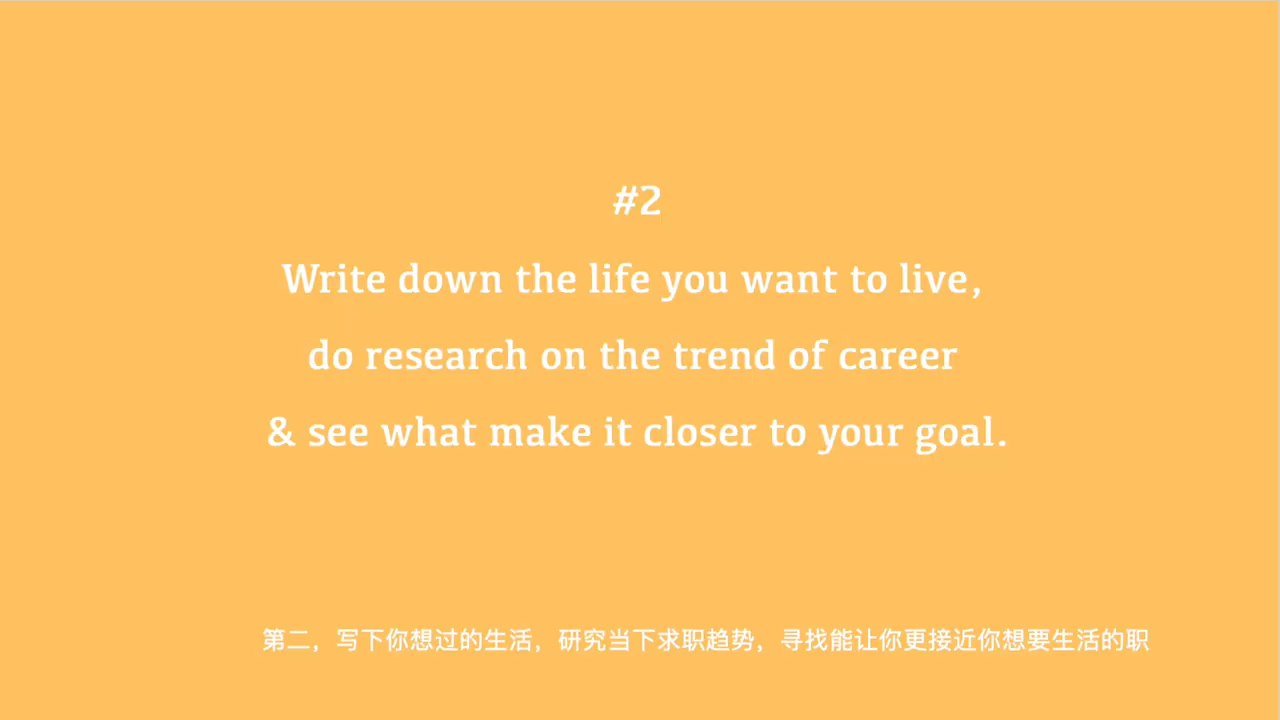 #2
Write down the life you want to live,
do research on the trend of career
& see what make it closer to your goal.
第二，写下你想过的生活，研究当下求职趋势，寻找能让你更接近你想要生活的职